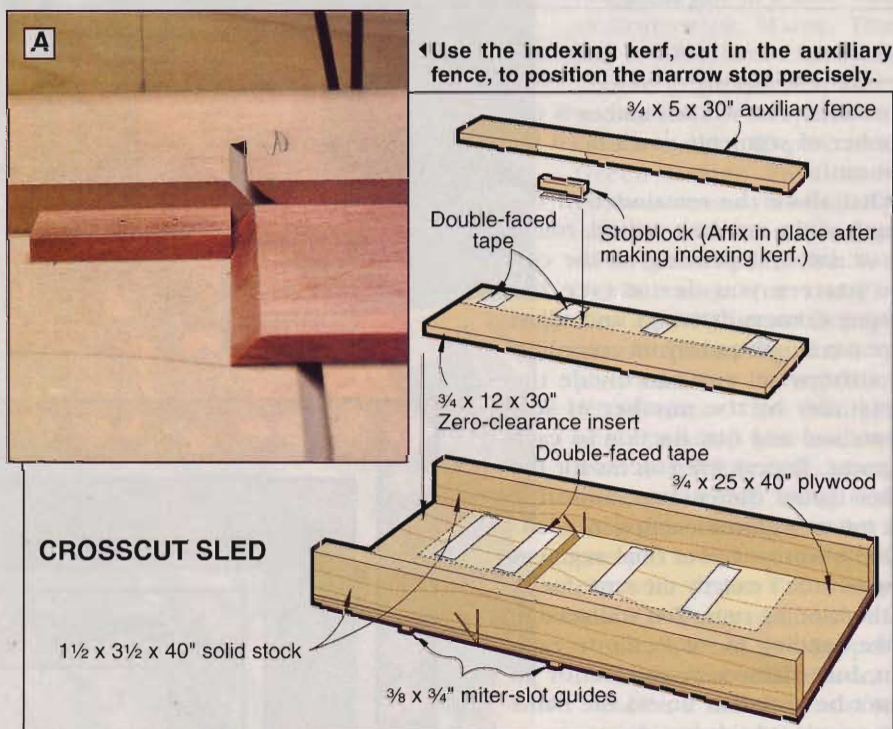 A
◂Use the indexing kerf, cut in the auxiliary
fence, to position the narrow stop precisely.
¾ x 5 x 30" auxiliary fence
Double-faced
tape
Stopblock (Affix in place after
making indexing kerf.)
¾ x 12 x 30"
Zero-clearance insert
Double-faced tape
¾ x 25 x 40" plywood
CROSSCUT SLED
1½ x 3½ x 40" solid stock
⅜ x ¾" miter-slot guides